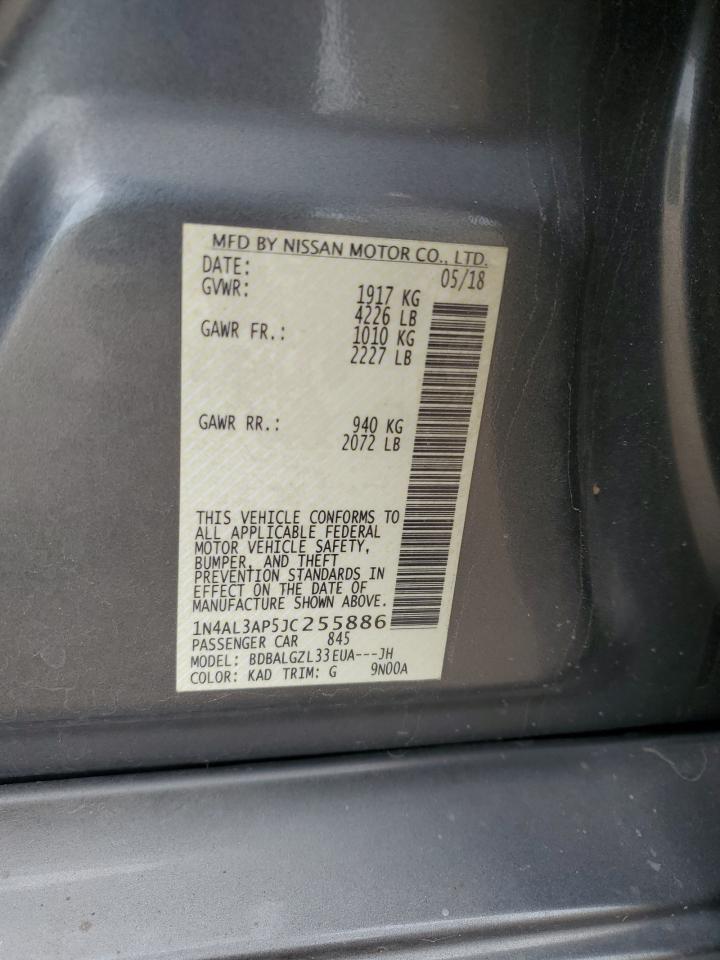 MFD BY NISSAN MOTOR CO., LTD.
DATE: 05/18
GVWR: 1917 KG
4226 LB
GAWR FR.: 1010 KG
2227 LB
GAWR RR.: 940 KG
2072 LB
THIS VEHICLE CONFORMS TO
ALL APPLICABLE FEDERAL
MOTOR VEHICLE SAFETY,
BUMPER, AND THEFT
PREVENTION STANDARDS IN
EFFECT ON THE DATE OF
MANUFACTURE SHOWN ABOVE.
1N4AL3AP5JC255886
PASSENGER CAR 845
MODEL: BDBALGZL33EUA---JH
COLOR: KAD TRIM: G 9N00A